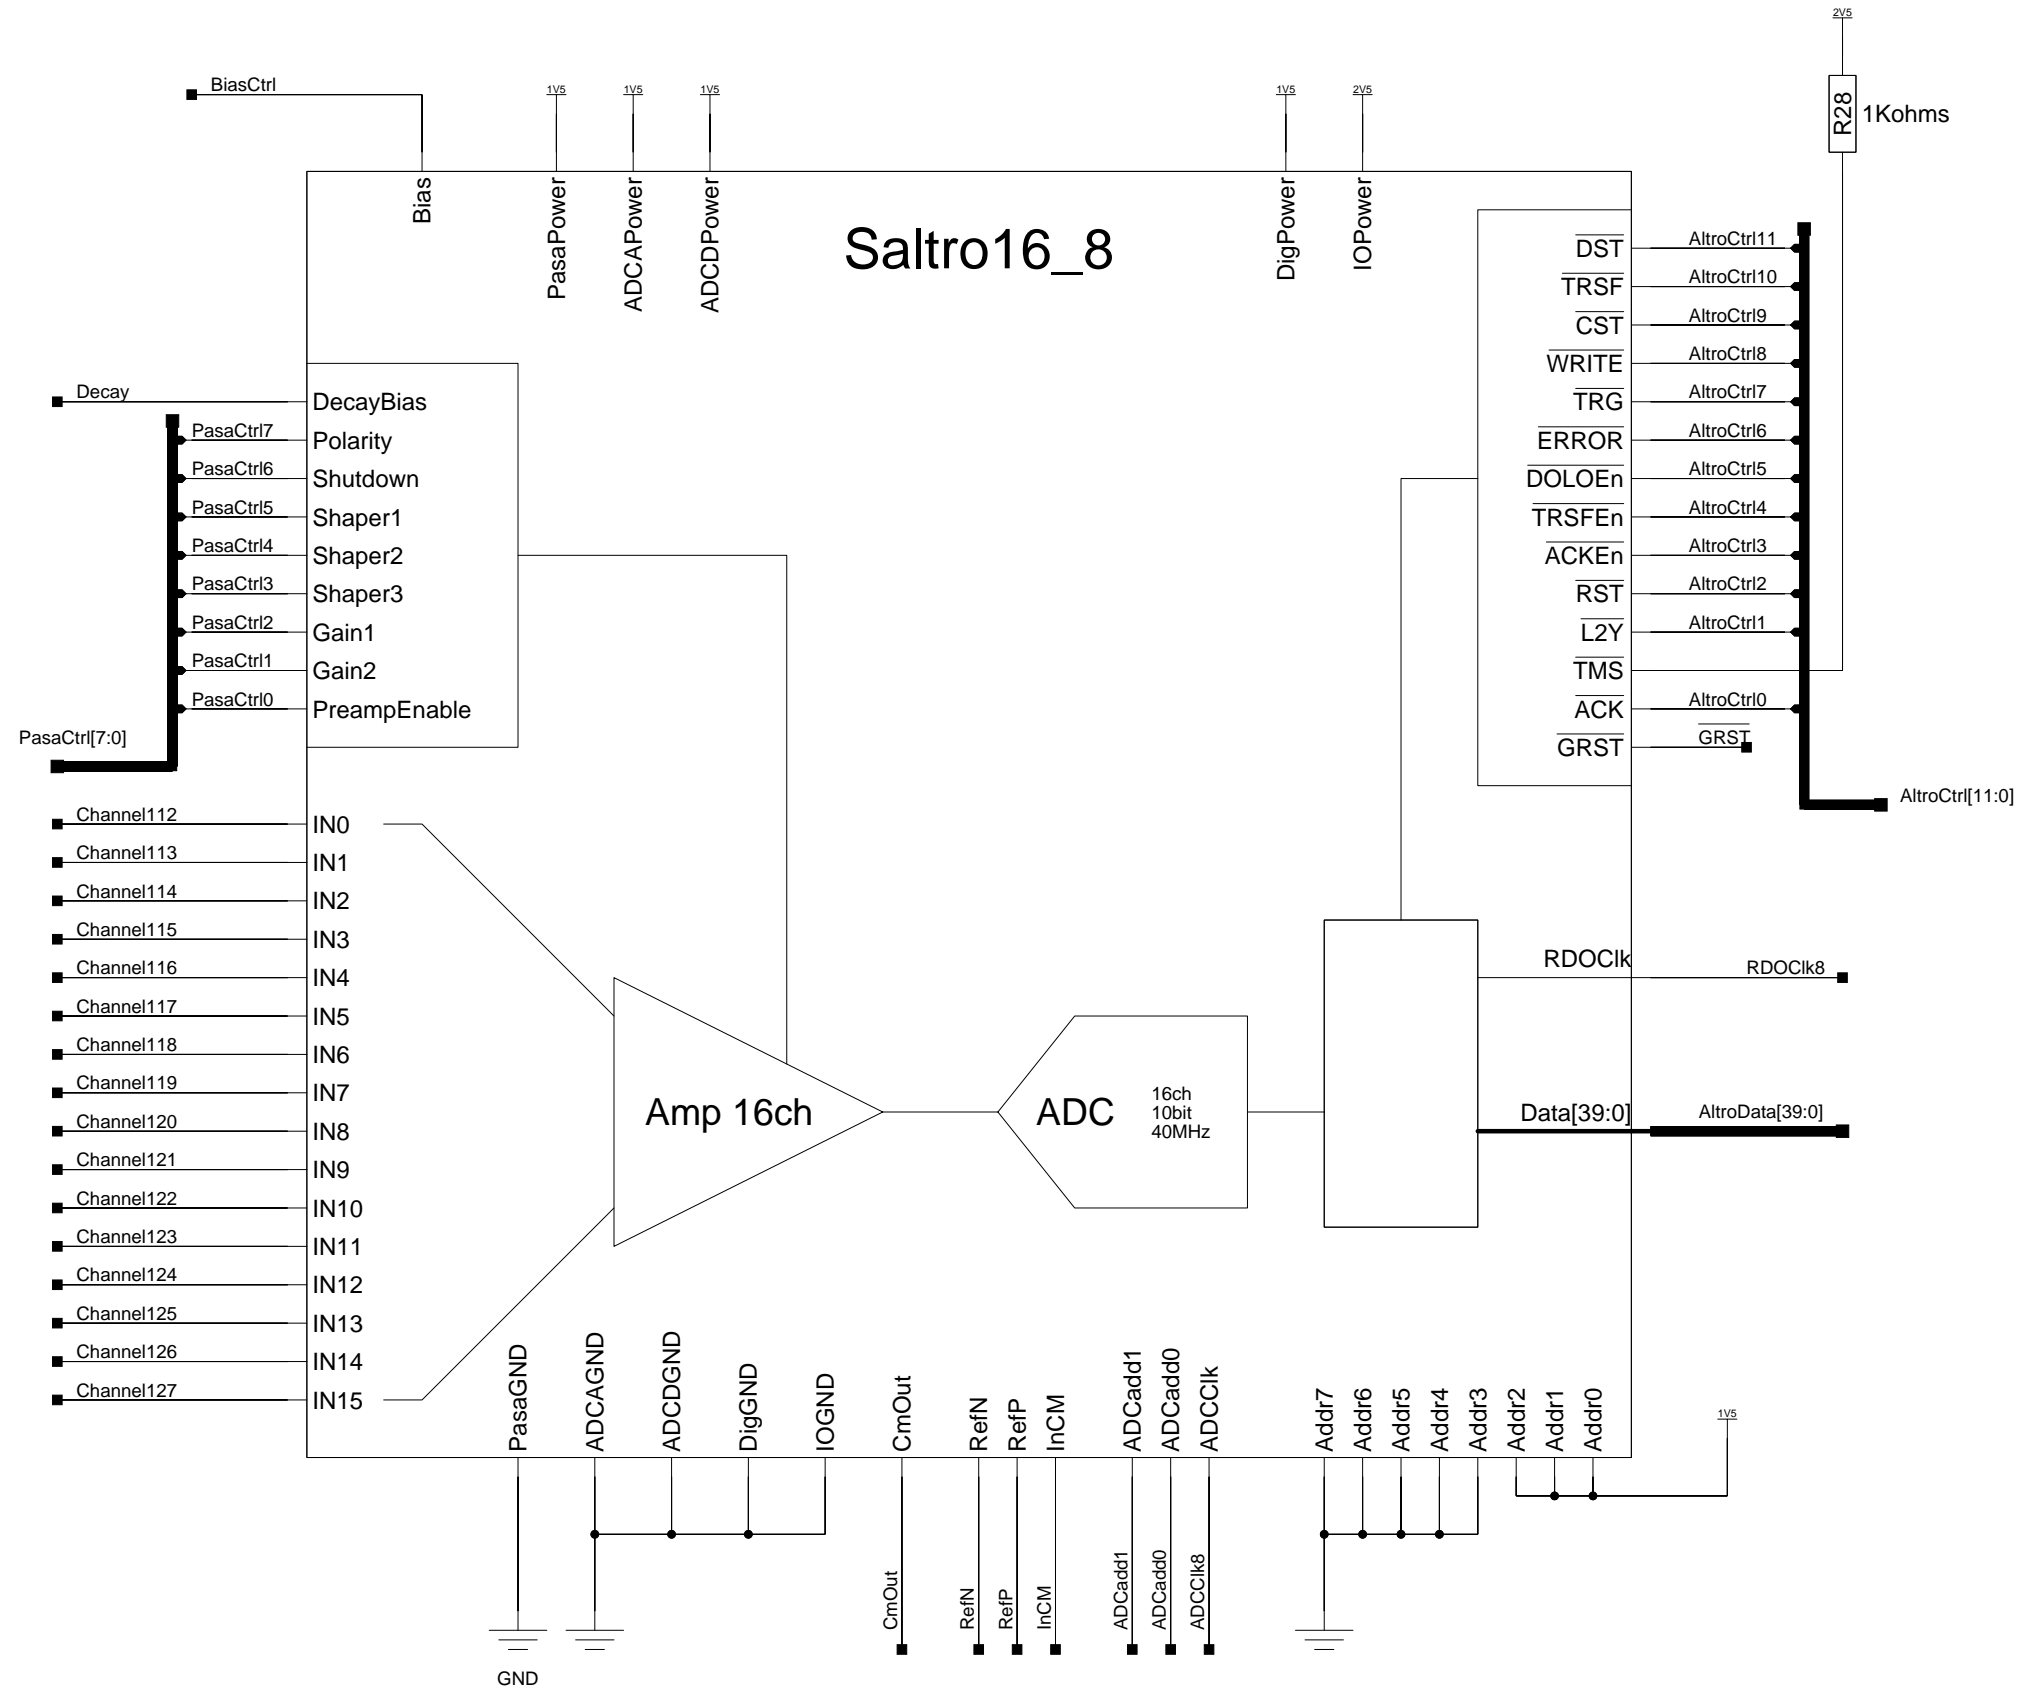 2V5
R28
1Kohms
BiasCtrl
1V5
1V5
1V5
1V5
2V5
Bias
PasaPower
ADCAPower
ADCDPower
DigPower
IOPower
Saltro16_8
Decay
DecayBias
PasaCtrl7
Polarity
PasaCtrl6
Shutdown
PasaCtrl5
Shaper1
PasaCtrl4
Shaper2
PasaCtrl3
Shaper3
PasaCtrl2
Gain1
PasaCtrl1
Gain2
PasaCtrl0
PreampEnable
PasaCtrl[7:0]
DST
AltroCtrl11
TRSF
AltroCtrl10
CST
AltroCtrl9
WRITE
AltroCtrl8
TRG
AltroCtrl7
ERROR
AltroCtrl6
DOLOEn
AltroCtrl5
TRSFEn
AltroCtrl4
ACKEn
AltroCtrl3
RST
AltroCtrl2
L2Y
AltroCtrl1
TMS
ACK
AltroCtrl0
GRST
GRST
AltroCtrl[11:0]
Channel112
IN0
Channel113
IN1
Channel114
IN2
Channel115
IN3
Channel116
IN4
Channel117
IN5
Channel118
IN6
Channel119
IN7
Channel120
IN8
Channel121
IN9
Channel122
IN10
Channel123
IN11
Channel124
IN12
Channel125
IN13
Channel126
IN14
Channel127
IN15
Amp 16ch
ADC
16ch
10bit
40MHz
RDOClk
RDOClk8
Data[39:0]
AltroData[39:0]
PasaGND
ADCAGND
ADCDGND
DigGND
IOGND
CmOut
RefN
RefP
InCM
ADCadd1
ADCadd0
ADCClk
Addr7
Addr6
Addr5
Addr4
Addr3
Addr2
Addr1
Addr0
1V5
CmOut
RefN
RefP
InCM
ADCadd1
ADCadd0
ADCClk8
GND